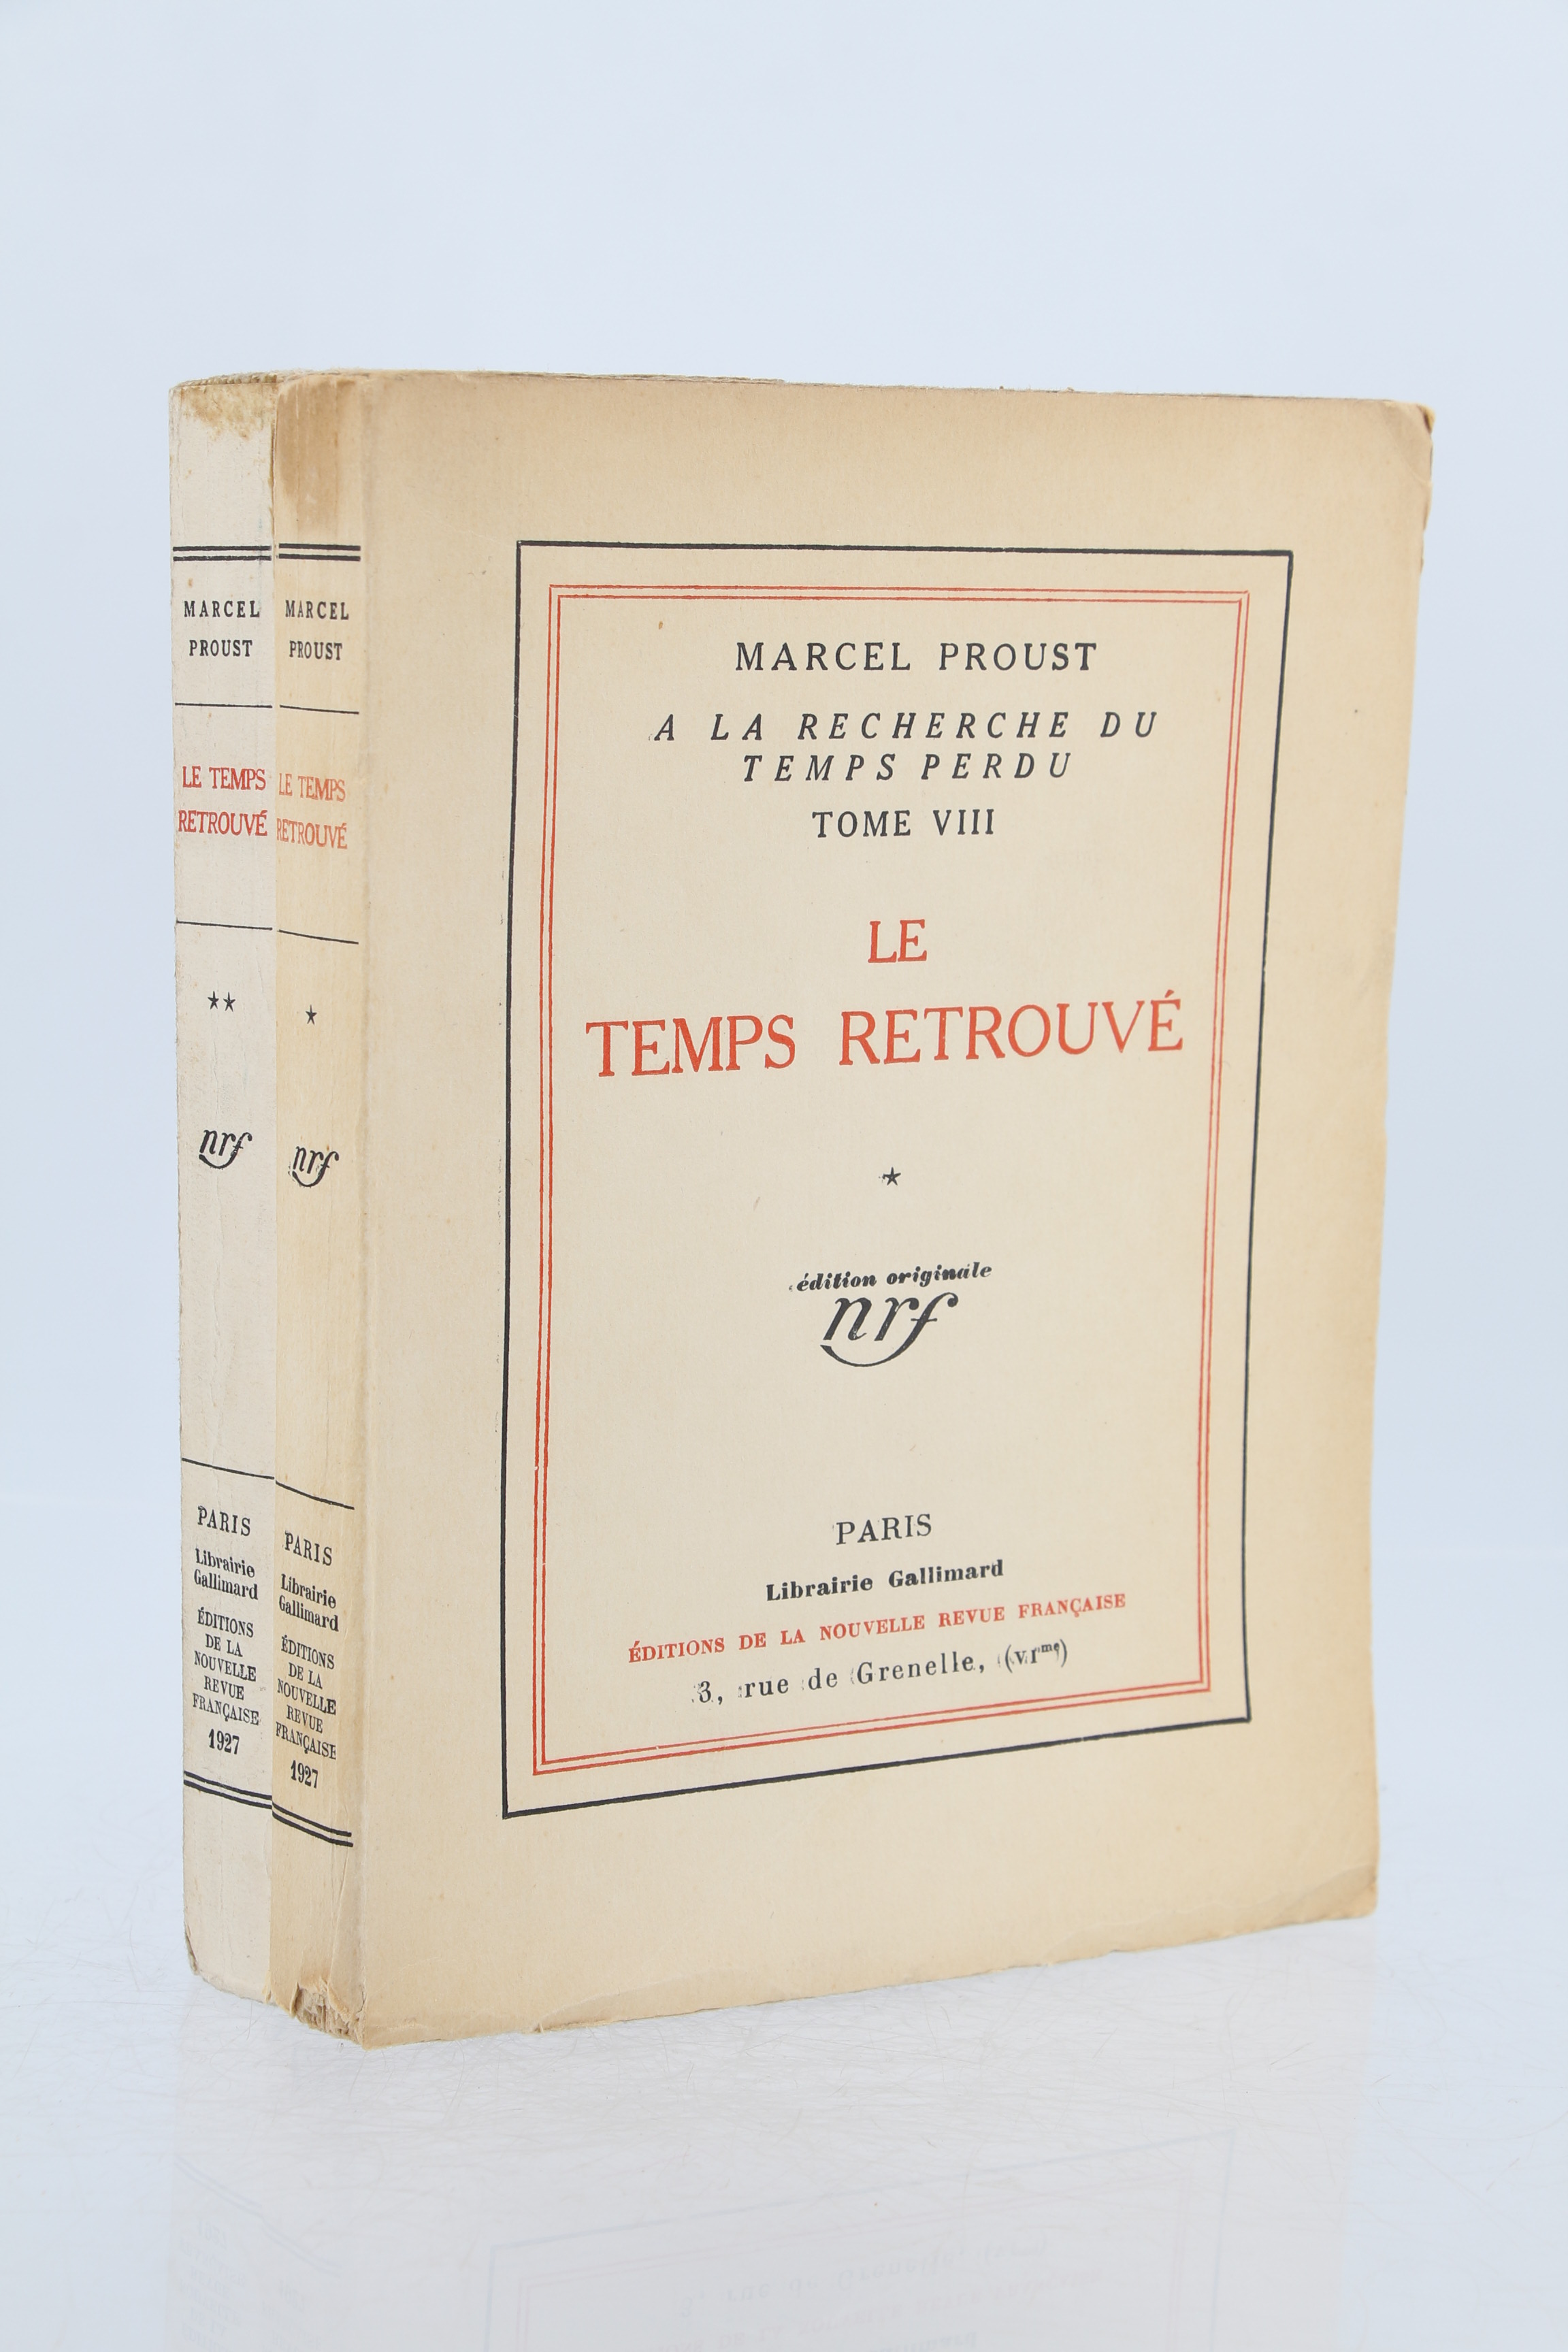 MARCEL
PROUST
LE TEMPS
RETROUVÉ
★★
nrf
PARIS
Librairie
Gallimard
ÉDITIONS
DE LA
NOUVELLE
REVUE
FRANÇAISE
1927
MARCEL
PROUST
LE TEMPS
RETROUVÉ
★
nrf
PARIS
Librairie
Gallimard
ÉDITIONS
DE LA
NOUVELLE
REVUE
FRANÇAISE
1927
MARCEL PROUST
A LA RECHERCHE DU
TEMPS PERDU
TOME VIII
LE
TEMPS RETROUVÉ
★
édition originale
nrf
PARIS
Librairie Gallimard
ÉDITIONS DE LA NOUVELLE REVUE FRANÇAISE
3, rue de Grenelle, (VIme)